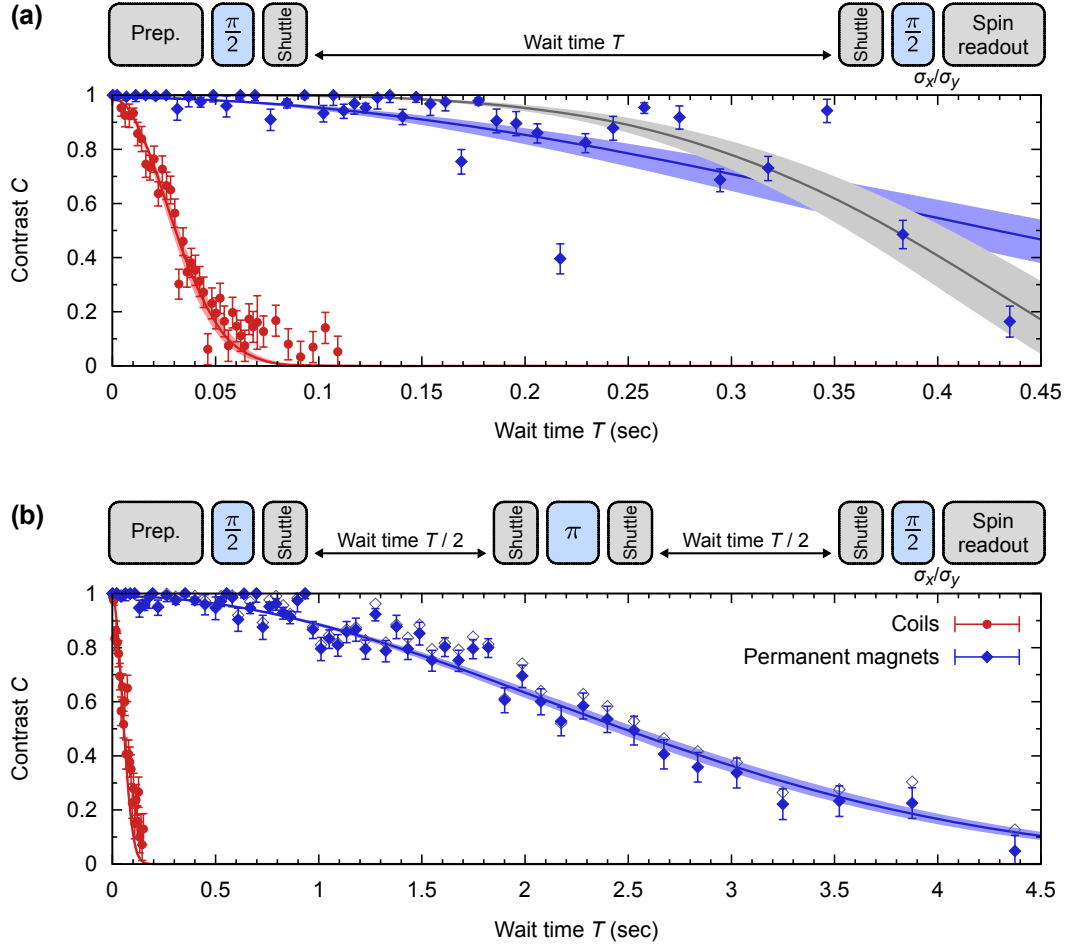 (a)
Prep.
π/2
Shuttle
Wait time T
Shuttle
π/2
Spin
readout
σx/σy
1
0.8
0.6
0.4
0.2
0
Contrast C
0 0.05 0.1 0.15 0.2 0.25 0.3 0.35 0.4 0.45
Wait time T (sec)
(b)
Prep.
π/2
Shuttle
Wait time T / 2
Shuttle
π
Shuttle
Wait time T / 2
Shuttle
π/2
Spin
readout
σx/σy
1
0.8
0.6
0.4
0.2
0
Contrast C
Coils
Permanent magnets
0 0.5 1 1.5 2 2.5 3 3.5 4 4.5
Wait time T (sec)